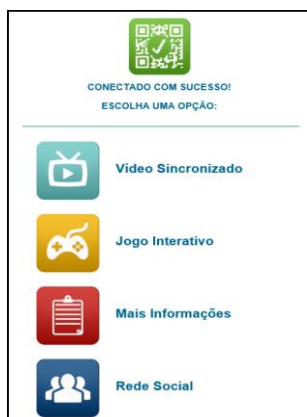 CONECTADO COM SUCESSO!
ESCOLHA UMA OPÇÃO:
Vídeo Sincronizado
Jogo Interativo
Mais Informações
Rede Social